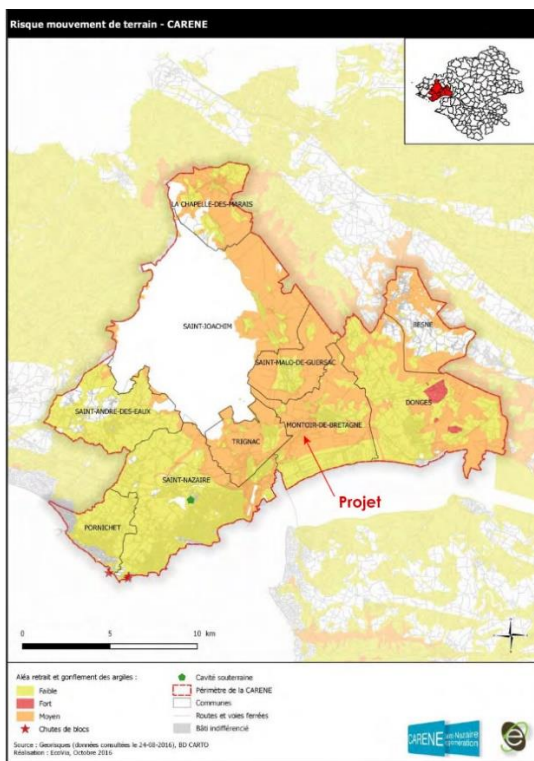 Risque mouvement de terrain - CARENE
LA CHAPELLE-DES-MARAIS
SAINT-JOACHIM
BESNE
SAINT-MALO-DE-GUERSAC
SAINT-ANDRE-DES-EAUX
DONGES
MONTOIR-DE-BRETAGNE
TRIGNAC
SAINT-NAZAIRE
Projet
PORNICHET
0 5 10 km
Aléa retrait et gonflement des argiles :
Faible
Fort
Moyen
Chutes de blocs
Cavité souterraine
Périmètre de la CARENE
Communes
Routes et voies ferrées
Bâti indifférencié
Source : Georisques (données consultées le 24-08-2016), BD CARTO
Réalisation : EcoVia, Octobre 2016
CARENE